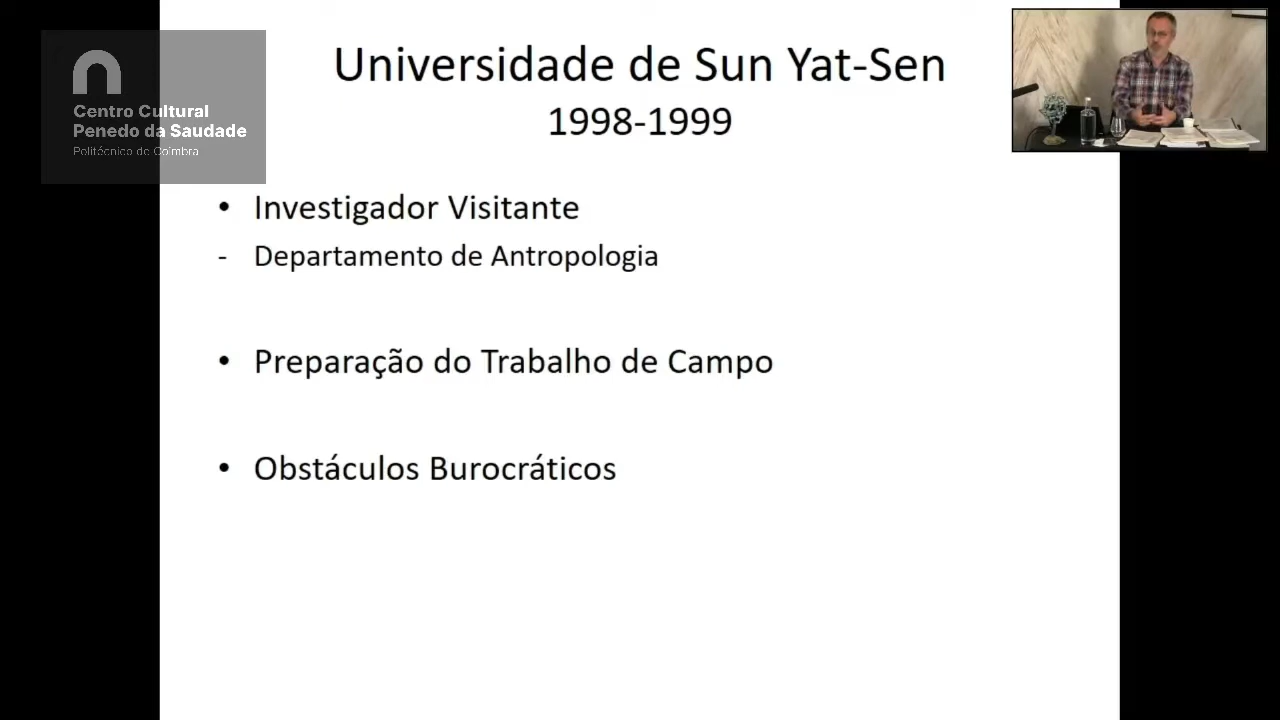 Universidade de Sun Yat-Sen
1998-1999
Centro Cultural
Penedo da Saudade
Politécnico de Coimbra
• Investigador Visitante
- Departamento de Antropologia
• Preparação do Trabalho de Campo
• Obstáculos Burocráticos